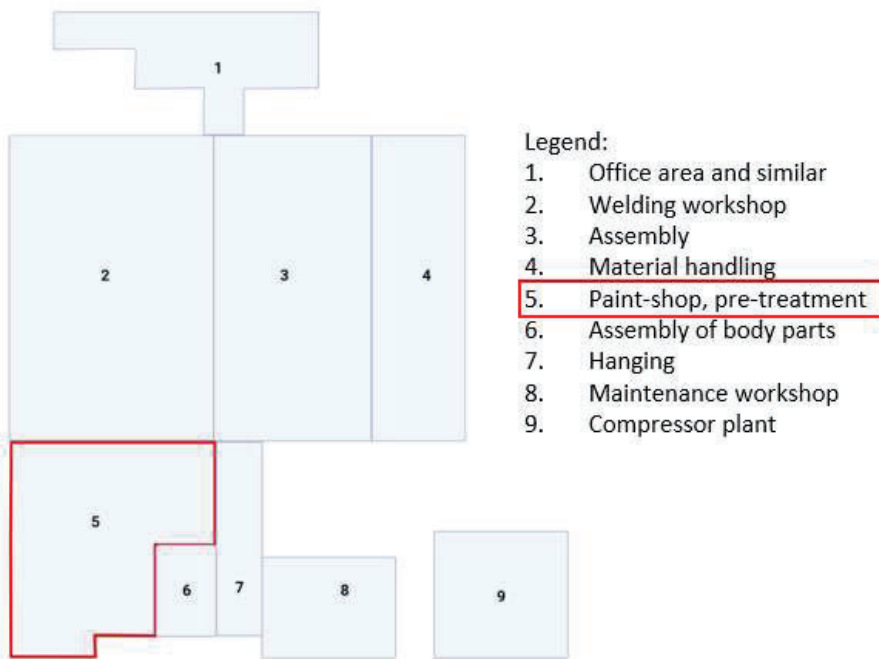 1
Legend:
1. Office area and similar
2. Welding workshop
3. Assembly
4. Material handling
5. Paint-shop, pre-treatment
6. Assembly of body parts
7. Hanging
8. Maintenance workshop
9. Compressor plant
2 3 4
5
6 7 8 9